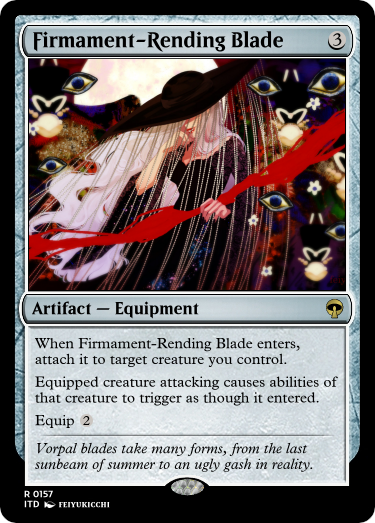 Firmament-Rending Blade 3
Artifact — Equipment
When Firmament-Rending Blade enters,
attach it to target creature you control.
Equipped creature attacking causes abilities of
that creature to trigger as though it entered.
Equip 2
Vorpal blades take many forms, from the last
sunbeam of summer to an ugly gash in reality.
R 0157
ITD FEIYUKICCHI